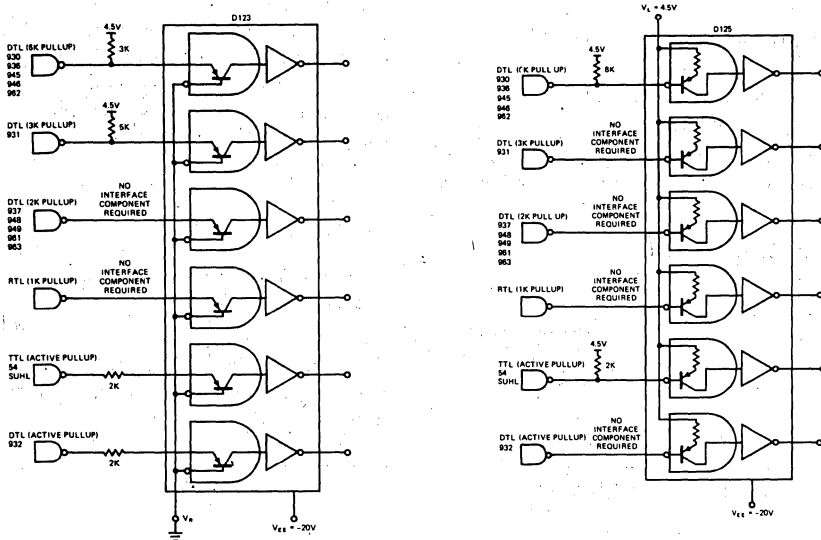 D123
4.5V
3K
DTL (6K PULLUP)
930
936
945
946
962
4.5V
5K
DTL (3K PULLUP)
931
NO
INTERFACE
COMPONENT
REQUIRED
DTL (2K PULLUP)
937
948
949
961
963
NO
INTERFACE
COMPONENT
REQUIRED
RTL (1K PULLUP)
TTL (ACTIVE PULLUP)
54
SUHL
2K
DTL (ACTIVE PULLUP)
932
2K
VR
VEE = -20V
VL = 4.5V
D125
4.5V
8K
DTL (6K PULL UP)
930
936
945
946
962
NO
INTERFACE
COMPONENT
REQUIRED
DTL (3K PULLUP)
931
NO
INTERFACE
COMPONENT
REQUIRED
DTL (2K PULL UP)
937
948
949
961
963
NO
INTERFACE
COMPONENT
REQUIRED
RTL (1K PULLUP)
4.5V
2K
TTL (ACTIVE PULLUP)
54
SUHL
NO
INTERFACE
COMPONENT
REQUIRED
DTL (ACTIVE PULLUP)
932
VEE = -20V